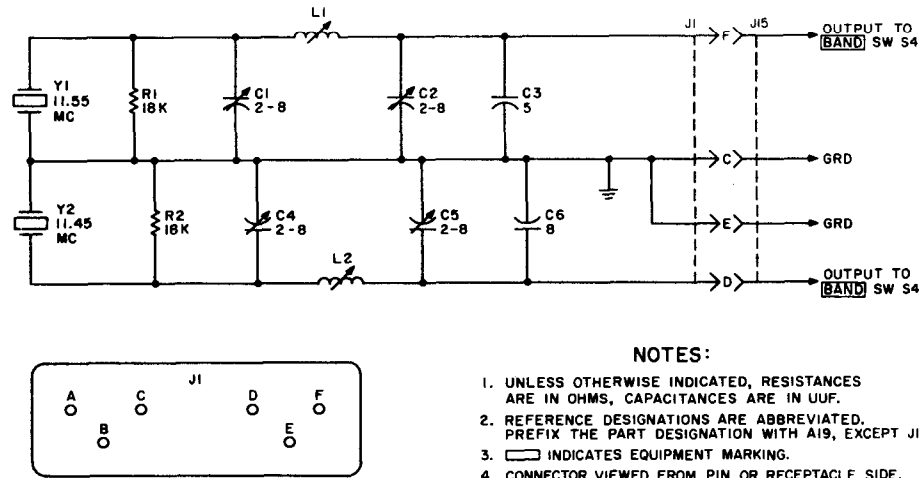 L1
J1 J15
F OUTPUT TO
BAND SW S4
Y1
11.55
MC
R1
18K
C1
2-8
C2
2-8
C3
5
C GRD
Y2
11.45
MC
R2
18K
C4
2-8
C5
2-8
C6
8
E GRD
L2
D OUTPUT TO
BAND SW S4
J1
A C D F
B E
NOTES:
1. UNLESS OTHERWISE INDICATED, RESISTANCES
ARE IN OHMS, CAPACITANCES ARE IN UUF.
2. REFERENCE DESIGNATIONS ARE ABBREVIATED.
PREFIX THE PART DESIGNATION WITH A19, EXCEPT J1
3. INDICATES EQUIPMENT MARKING.
4. CONNECTOR VIEWED FROM PIN OR RECEPTACLE SIDE.